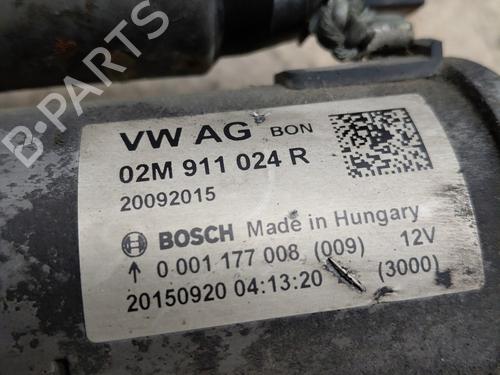 VW AG BON
02M 911 024 R
20092015
BOSCH Made in Hungary
↑ 0 001 177 008 (009) 12V
20150920 04:13:20 (3000)
B-PARTS